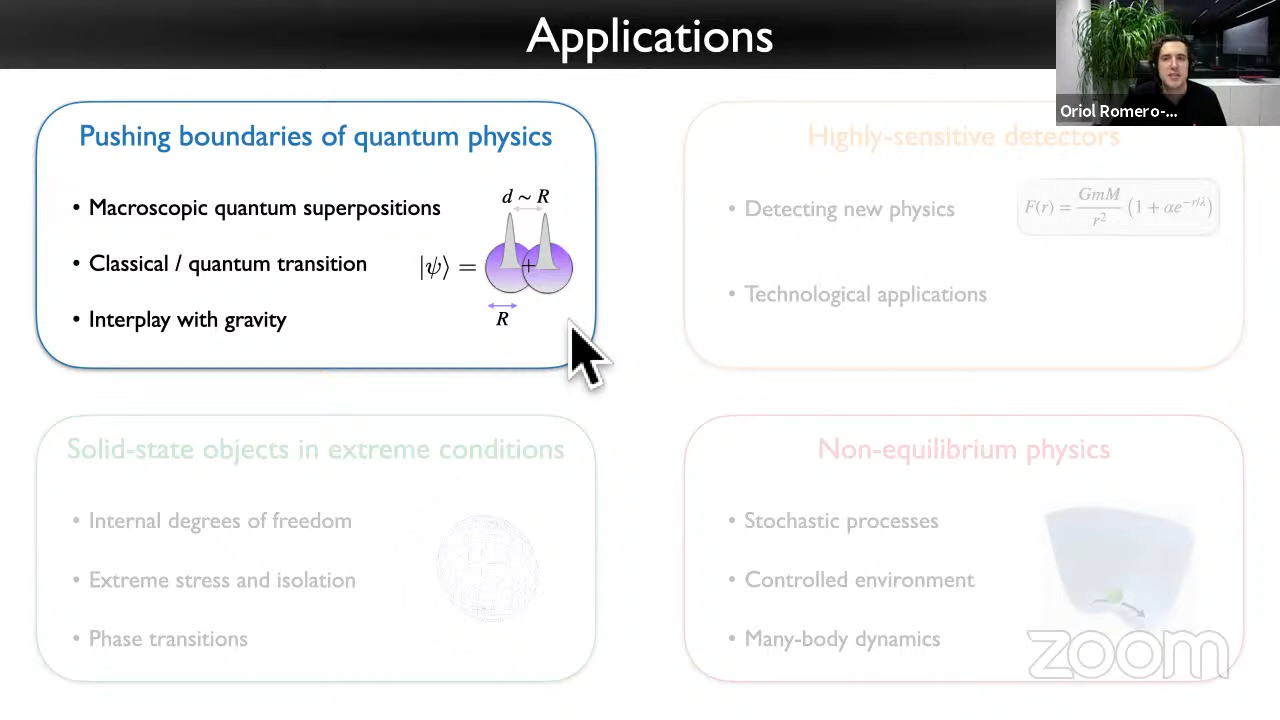 Applications
Oriol Romero-...
Pushing boundaries of quantum physics
• Macroscopic quantum superpositions
• Classical / quantum transition
• Interplay with gravity
d ~ R
|ψ⟩ = +
R
Highly-sensitive detectors
• Detecting new physics
F(r) = GmM/r² (1 + αe^(-r/λ))
• Technological applications
Solid-state objects in extreme conditions
• Internal degrees of freedom
• Extreme stress and isolation
• Phase transitions
Non-equilibrium physics
• Stochastic processes
• Controlled environment
• Many-body dynamics
zoom